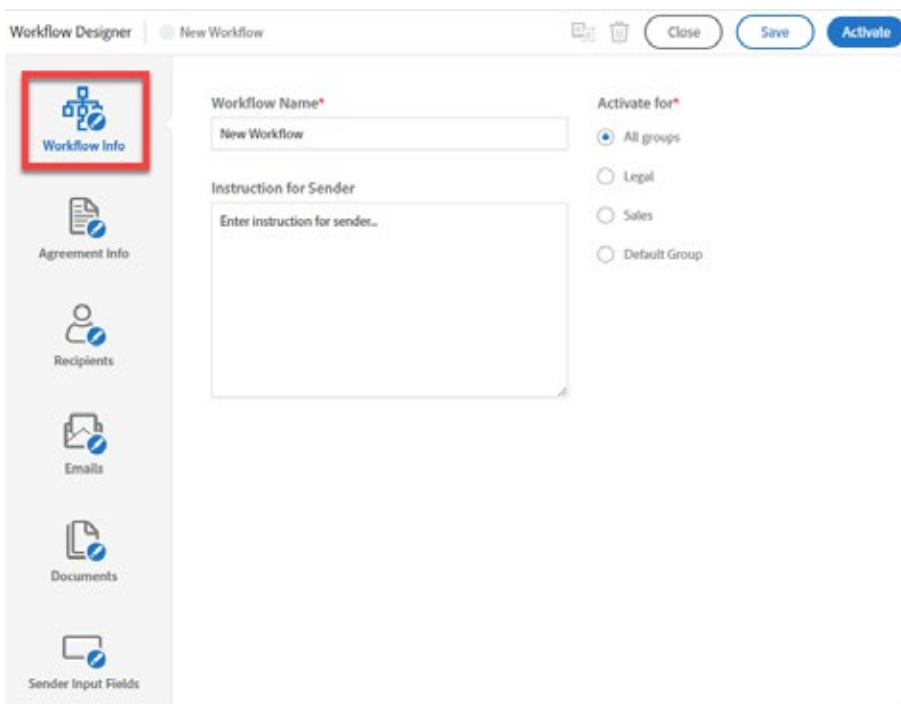 Workflow Designer
New Workflow
Close
Save
Activate
Workflow Info
Agreement Info
Recipients
Emails
Documents
Sender Input Fields
Workflow Name*
New Workflow
Instruction for Sender
Enter instruction for sender...
Activate for*
All groups
Legal
Sales
Default Group